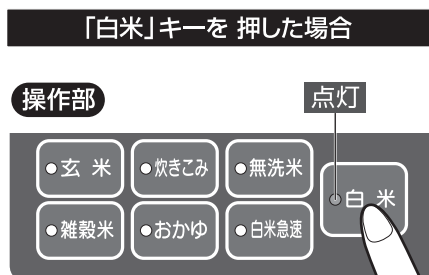 「白米」キーを 押した場合
操作部
点灯
玄 米
炊きこみ
無洗米
白 米
雑穀米
おかゆ
白米急速